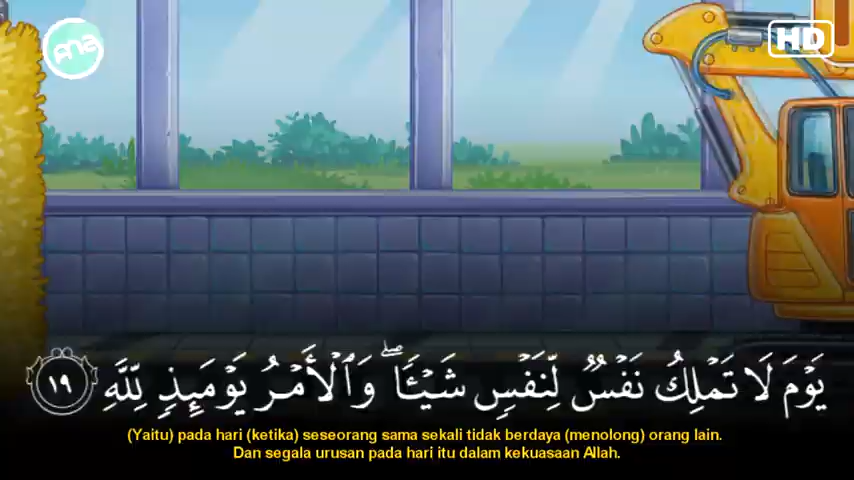 HD
يَوْمَ لَا تَمْلِكُ نَفْسٌ لِّنَفْسٍ شَيْـًٔا ۖ وَٱلْأَمْرُ يَوْمَئِذٍ لِّلَّهِ ١٩
(Yaitu) pada hari (ketika) seseorang sama sekali tidak berdaya (menolong) orang lain.
Dan segala urusan pada hari itu dalam kekuasaan Allah.